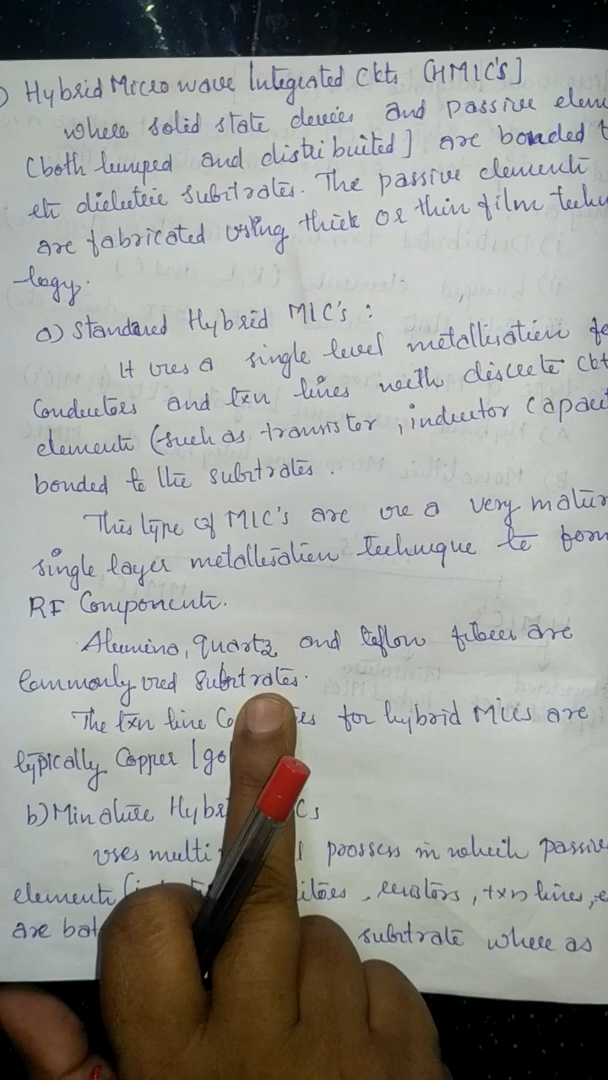 ) Hybrid Micro wave Integrated Ckts [HMIC's]
where solid state devices and passive elem
(both lumped and distributed] are bonded t
etc dielectric substrates. The passive elements
are fabricated using thick or thin film techn
logy.
a) Standard Hybrid MIC's :
It uses a single level metallisation fo
conductors and txn lines with discrete ckt
elements (such as transistor, inductor capaci
bonded to the substrates.
This type of MIC's are use a very matur
single layer metallisation technique to form
RF Components.
Alumina, quartz and teflow fibers are
Commonly used substrates.
The txn line Co es for hybrid MICs are
typically Copper / go
b) Miniature Hybr Cs
uses multi l process in which passive
elements ( itors, resistors, txn lines, e
are bat substrate where as